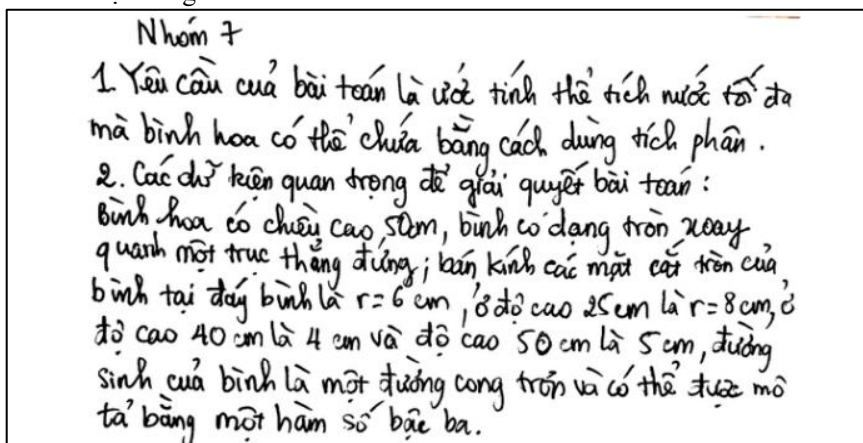 Nhóm 7
1. Yêu cầu cuả bài toán là ước tính thể tích nước tối đa
mà bình hoa có thể chứa bằng cách dùng tích phân.
2. Các dữ kiện quan trọng để giải quyết bài toán:
Bình hoa có chiều cao 50cm, bình có dạng tròn xoay
quanh một trục thẳng đứng; bán kính các mặt cắt tròn của
bình tại đáy bình là r=6 cm, ở độ cao 25cm là r=8cm, ở
độ cao 40 cm là 4 cm và độ cao 50 cm là 5cm, đường
sinh của bình là một đường cong trơn và có thể được mô
tả bằng một hàm số bậc ba.